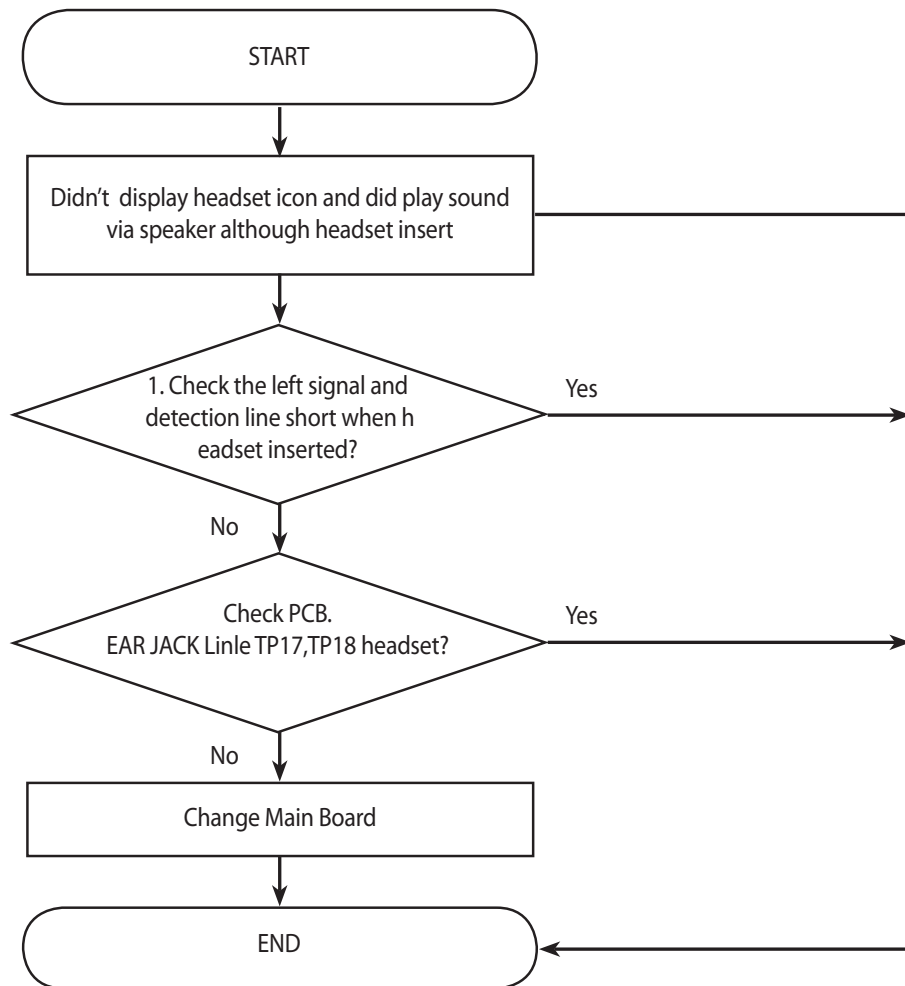 START
Didn't display headset icon and did play sound
via speaker although headset insert
1. Check the left signal and
detection line short when h
eadset inserted?
Yes
No
Check PCB.
EAR JACK Linle TP17,TP18 headset?
Yes
No
Change Main Board
END